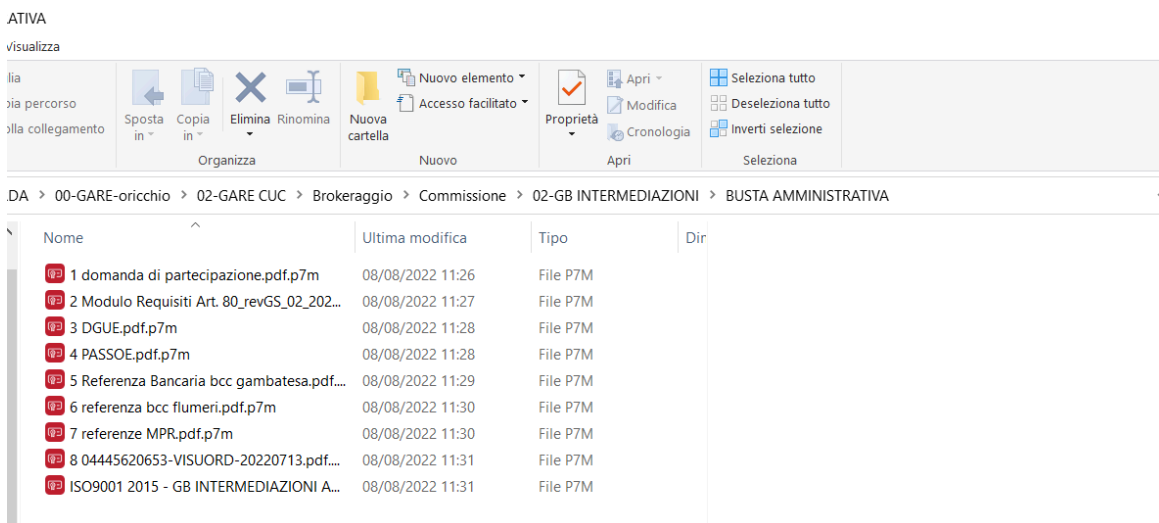 ATIVA
Visualizza
Sposta in
Copia in
Elimina
Rinomina
Organizza
Nuova cartella
Nuovo elemento
Accesso facilitato
Nuovo
Proprietà
Apri
Modifica
Cronologia
Apri
Seleziona tutto
Deseleziona tutto
Inverti selezione
Seleziona
00-GARE-oricchio > 02-GARE CUC > Brokeraggio > Commissione > 02-GB INTERMEDIAZIONI > BUSTA AMMINISTRATIVA
Nome Ultima modifica Tipo Dir
1 domanda di partecipazione.pdf.p7m 08/08/2022 11:26 File P7M
2 Modulo Requisiti Art. 80_revGS_02_202... 08/08/2022 11:27 File P7M
3 DGUE.pdf.p7m 08/08/2022 11:28 File P7M
4 PASSOE.pdf.p7m 08/08/2022 11:28 File P7M
5 Referenza Bancaria bcc gambatesa.pdf.... 08/08/2022 11:29 File P7M
6 referenza bcc flumeri.pdf.p7m 08/08/2022 11:30 File P7M
7 referenze MPR.pdf.p7m 08/08/2022 11:30 File P7M
8 04445620653-VISUORD-20220713.pdf.... 08/08/2022 11:31 File P7M
ISO9001 2015 - GB INTERMEDIAZIONI A... 08/08/2022 11:31 File P7M